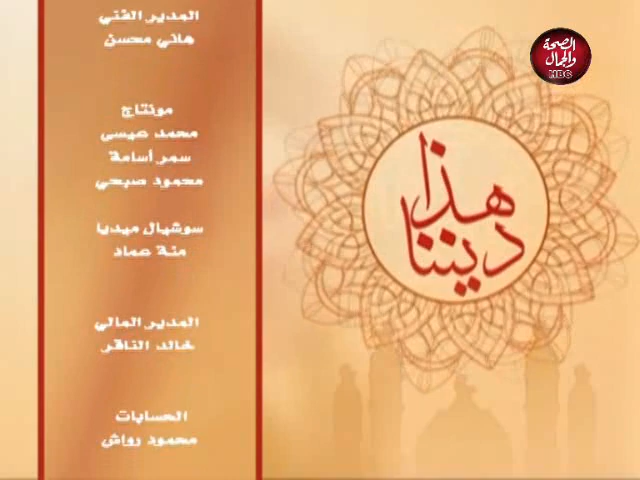 المدير الفني
هاني محسن
مونتاج
محمد عيسى
سمر أسامة
محمود صبحي
سوشيال ميديا
منة عماد
المدير المالي
خالد الناقر
الحسابات
محمود رواش
الصحة
والجمال
HBC
هذا
ديننا